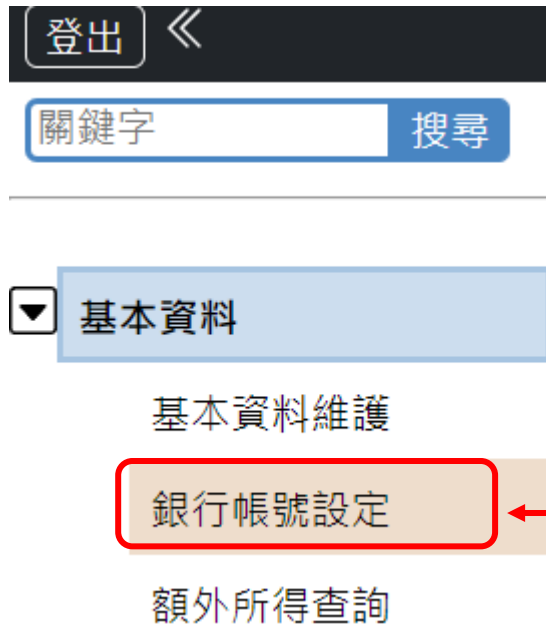 登出
關鍵字 搜尋
基本資料
基本資料維護
銀行帳號設定
額外所得查詢